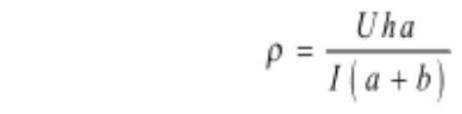 ρ = Uha / I(a + b)